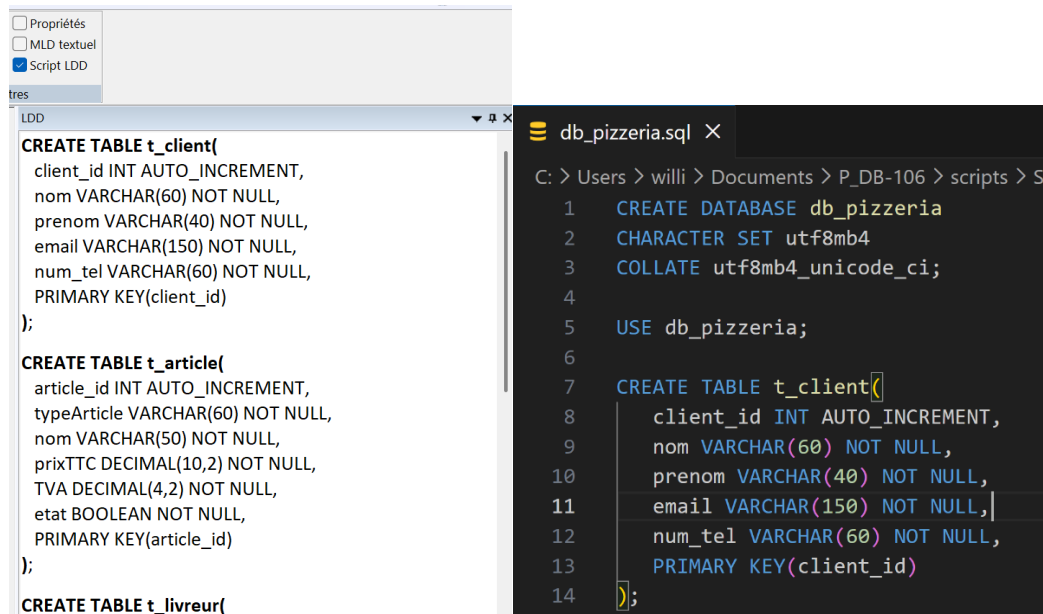 Propriétés
MLD textuel
Script LDD
tres
LDD
CREATE TABLE t_client(
client_id INT AUTO_INCREMENT,
nom VARCHAR(60) NOT NULL,
prenom VARCHAR(40) NOT NULL,
email VARCHAR(150) NOT NULL,
num_tel VARCHAR(60) NOT NULL,
PRIMARY KEY(client_id)
);
CREATE TABLE t_article(
article_id INT AUTO_INCREMENT,
typeArticle VARCHAR(60) NOT NULL,
nom VARCHAR(50) NOT NULL,
prixTTC DECIMAL(10,2) NOT NULL,
TVA DECIMAL(4,2) NOT NULL,
etat BOOLEAN NOT NULL,
PRIMARY KEY(article_id)
);
CREATE TABLE t_livreur(
db_pizzeria.sql
C: > Users > willi > Documents > P_DB-106 > scripts > S
1 CREATE DATABASE db_pizzeria
2 CHARACTER SET utf8mb4
3 COLLATE utf8mb4_unicode_ci;
4
5 USE db_pizzeria;
6
7 CREATE TABLE t_client(
8 client_id INT AUTO_INCREMENT,
9 nom VARCHAR(60) NOT NULL,
10 prenom VARCHAR(40) NOT NULL,
11 email VARCHAR(150) NOT NULL,
12 num_tel VARCHAR(60) NOT NULL,
13 PRIMARY KEY(client_id)
14 );